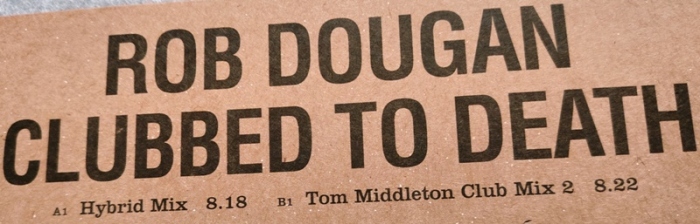 ROB DOUGAN
CLUBBED TO DEATH
A1 Hybrid Mix 8.18 B1 Tom Middleton Club Mix 2 8.22